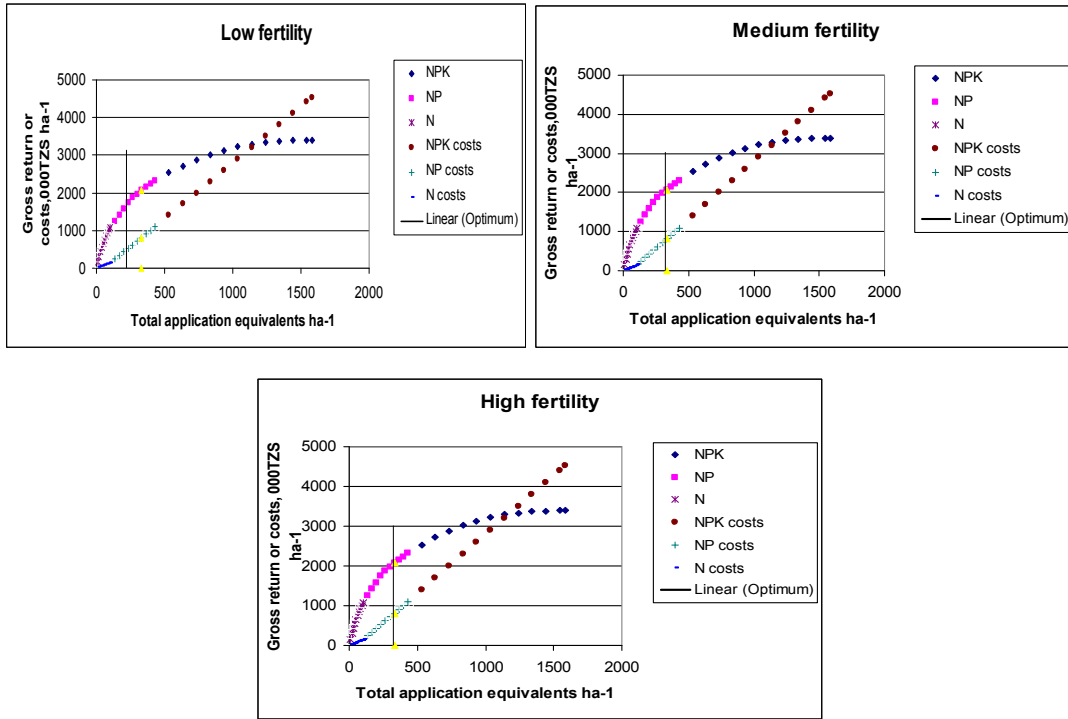 Low fertility
Gross return or
costs,000TZS ha-1
5000
4000
3000
2000
1000
0
0 500 1000 1500 2000
Total application equivalents ha-1
NPK
NP
N
NPK costs
NP costs
N costs
Linear (Optimum)
Medium fertility
Gross return or costs,000TZS
ha-1
5000
4000
3000
2000
1000
0
0 500 1000 1500 2000
Total application equivalents ha-1
NPK
NP
N
NPK costs
NP costs
N costs
Linear (Optimum)
High fertility
Gross return or costs, 000TZS
ha-1
5000
4000
3000
2000
1000
0
0 500 1000 1500 2000
Total application equivalents ha-1
NPK
NP
N
NPK costs
NP costs
N costs
Linear (Optimum)